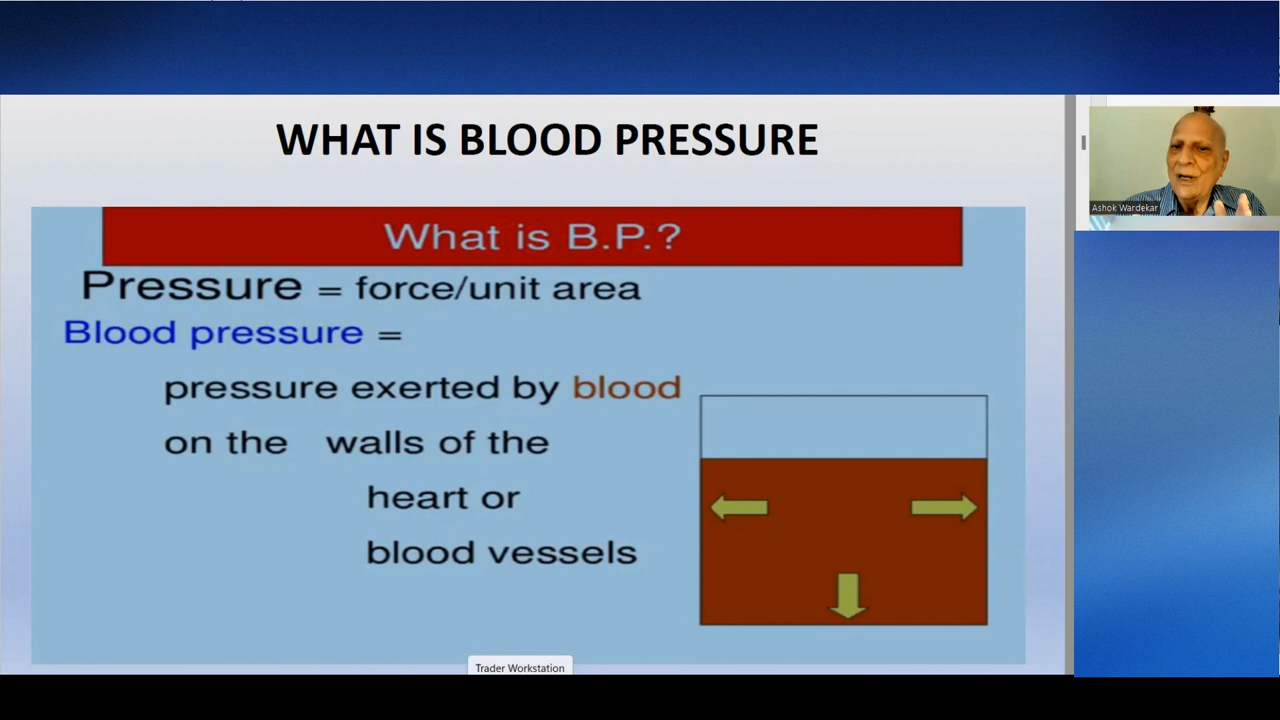 WHAT IS BLOOD PRESSURE
What is B.P.?
Pressure = force/unit area
Blood pressure =
pressure exerted by blood
on the walls of the
heart or
blood vessels
Ashok Wardekar
Trader Workstation